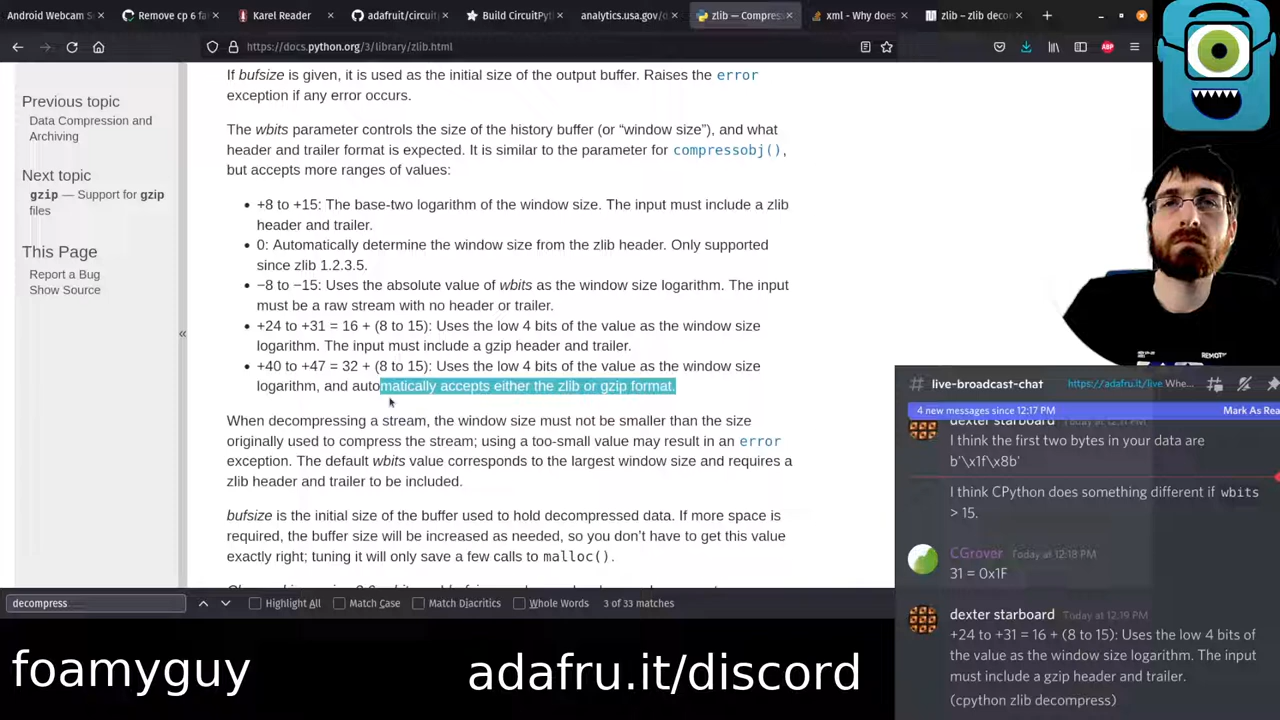 Android Webcam S
Remove cp 6 fa
Karel Reader
adafruit/circuit
Build CircuitPyt
analytics.usa.gov/d
zlib — Compres
xml - Why does
zlib – zlib deco
https://docs.python.org/3/library/zlib.html
ABP
Previous topic
Data Compression and
Archiving
Next topic
gzip — Support for gzip
files
This Page
Report a Bug
Show Source
«
If bufsize is given, it is used as the initial size of the output buffer. Raises the error
exception if any error occurs.
The wbits parameter controls the size of the history buffer (or “window size”), and what
header and trailer format is expected. It is similar to the parameter for compressobj(),
but accepts more ranges of values:
• +8 to +15: The base-two logarithm of the window size. The input must include a zlib
header and trailer.
• 0: Automatically determine the window size from the zlib header. Only supported
since zlib 1.2.3.5.
• −8 to −15: Uses the absolute value of wbits as the window size logarithm. The input
must be a raw stream with no header or trailer.
• +24 to +31 = 16 + (8 to 15): Uses the low 4 bits of the value as the window size
logarithm. The input must include a gzip header and trailer.
• +40 to +47 = 32 + (8 to 15): Uses the low 4 bits of the value as the window size
logarithm, and automatically accepts either the zlib or gzip format.
When decompressing a stream, the window size must not be smaller than the size
originally used to compress the stream; using a too-small value may result in an error
exception. The default wbits value corresponds to the largest window size and requires a
zlib header and trailer to be included.
bufsize is the initial size of the buffer used to hold decompressed data. If more space is
required, the buffer size will be increased as needed, so you don’t have to get this value
exactly right; tuning it will only save a few calls to malloc().
decompress
Highlight All
Match Case
Match Diacritics
Whole Words
3 of 33 matches
# live-broadcast-chat
https://adafru.it/live Whe...
4 new messages since 12:17 PM
Mark As Rea
dexter starboard
I think the first two bytes in your data are
b'\x1f\x8b'
I think CPython does something different if wbits
> 15.
CGrover Today at 12:18 PM
31 = 0x1F
dexter starboard Today at 12:19 PM
+24 to +31 = 16 + (8 to 15): Uses the low 4 bits of
the value as the window size logarithm. The input
must include a gzip header and trailer.
(cpython zlib decompress)
foamyguy
adafru.it/discord